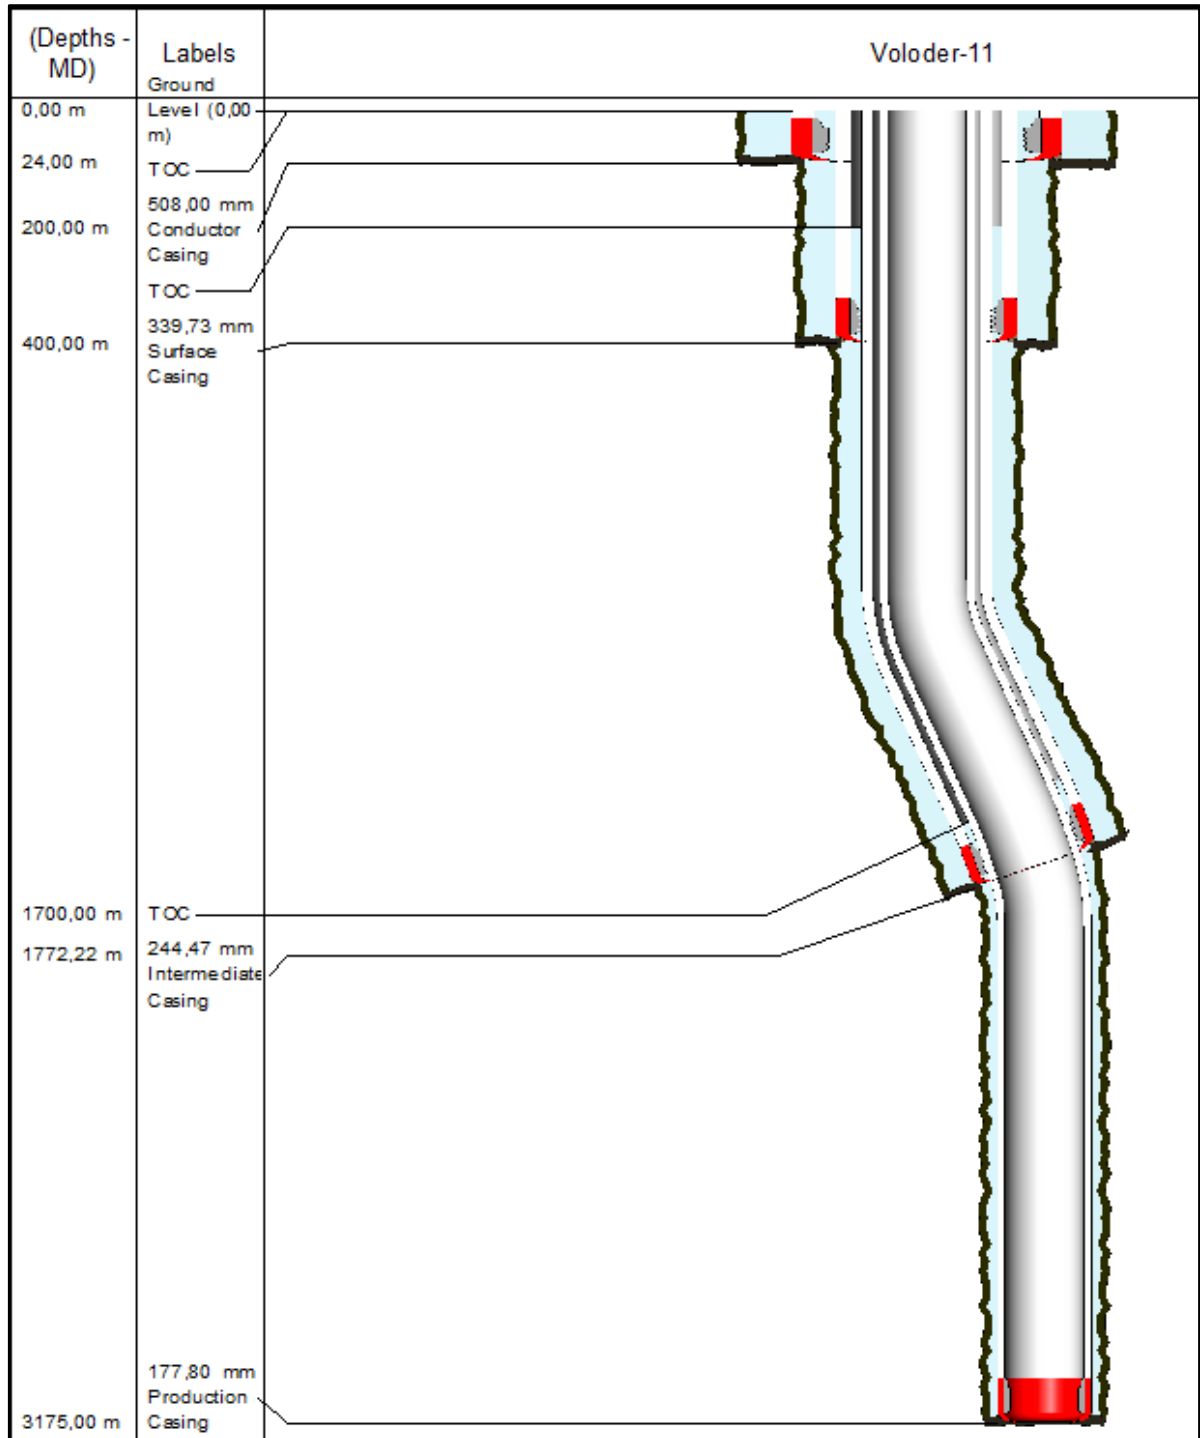 (Depths -
MD)
Labels
Voloder-11
Ground
0,00 m
Level (0,00
m)
24,00 m
TOC
508,00 mm
200,00 m
Conductor
Casing
TOC
339,73 mm
400,00 m
Surface
Casing
1700,00 m
TOC
1772,22 m
244,47 mm
Intermediate
Casing
177,80 mm
Production
3175,00 m
Casing